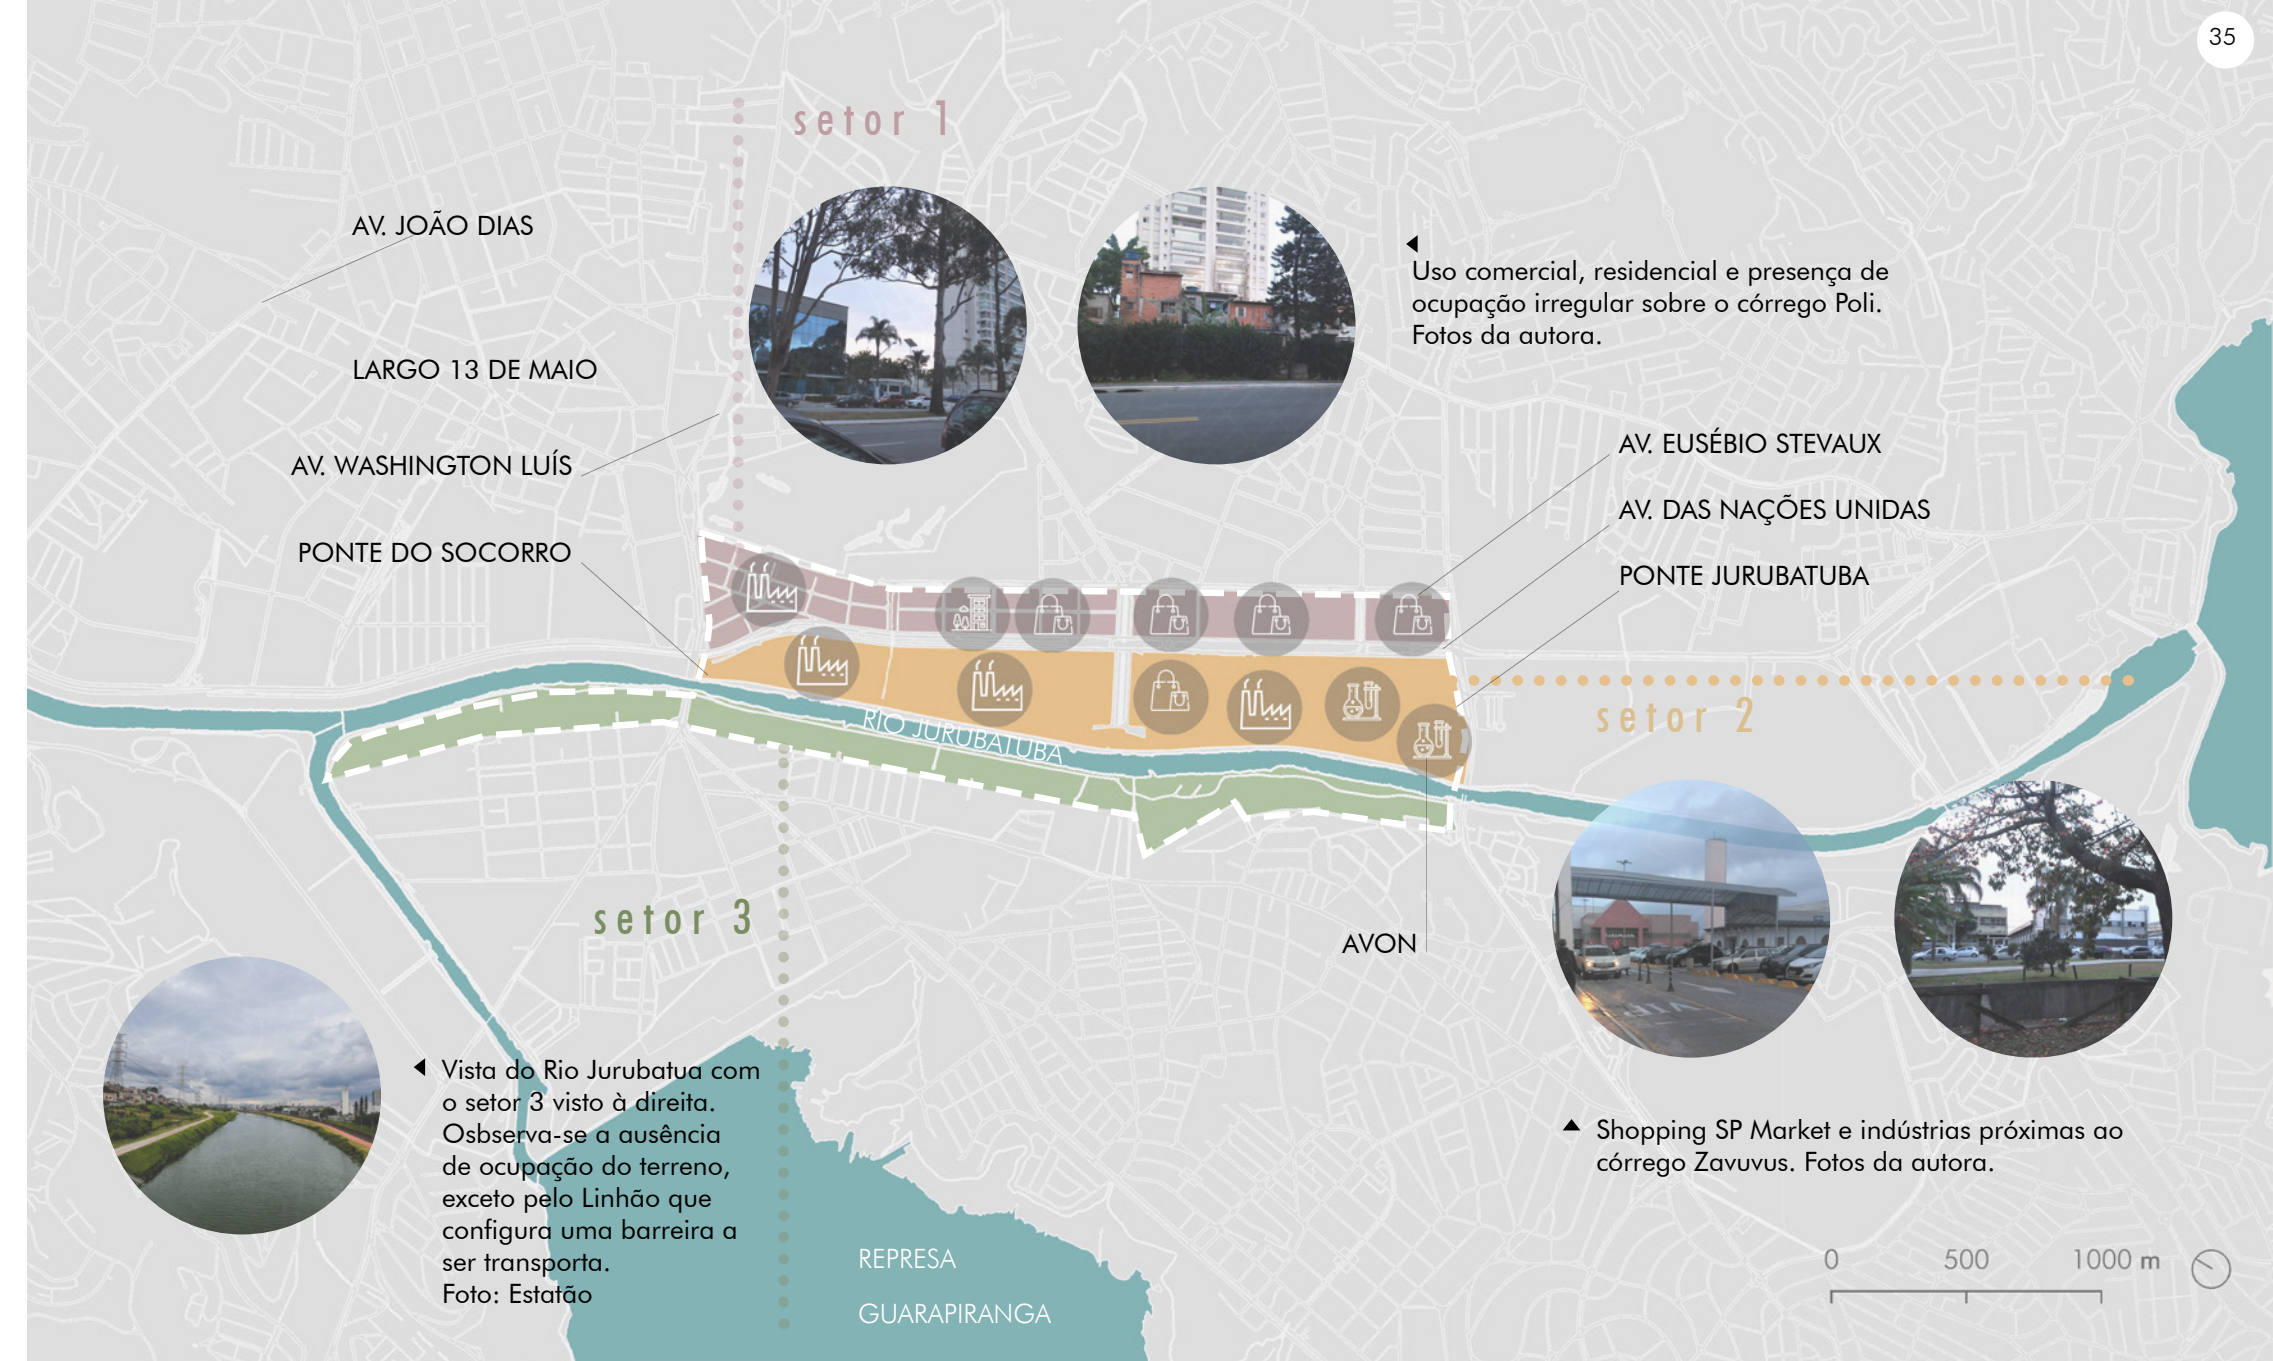 35
setor 1
AV. JOÃO DIAS
Uso comercial, residencial e presença de
ocupação irregular sobre o córrego Poli.
Fotos da autora.
LARGO 13 DE MAIO
AV. WASHINGTON LUÍS
PONTE DO SOCORRO
AV. EUSÉBIO STEVAUX
AV. DAS NAÇÕES UNIDAS
PONTE JURUBATUBA
RIO JURUBATUBA
setor 2
setor 3
AVON
Vista do Rio Jurubatua com
o setor 3 visto à direita.
Osbserva-se a ausência
de ocupação do terreno,
exceto pelo Linhão que
configura uma barreira a
ser transporta.
Foto: Estatão
Shopping SP Market e indústrias próximas ao
córrego Zavuvus. Fotos da autora.
REPRESA
GUARAPIRANGA
0 500 1000 m